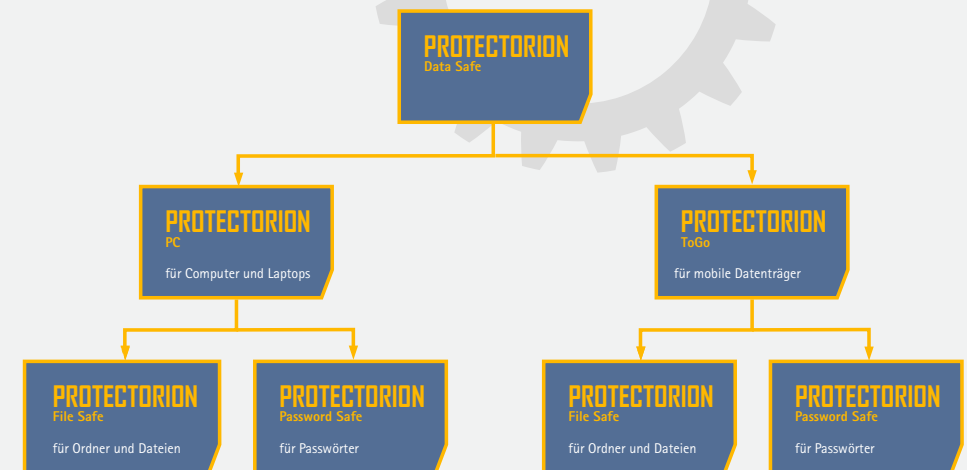 PROTECTORION
Data Safe
PROTECTORION
PC
für Computer und Laptops
PROTECTORION
ToGo
für mobile Datenträger
PROTECTORION
File Safe
für Ordner und Dateien
PROTECTORION
Password Safe
für Passwörter
PROTECTORION
File Safe
für Ordner und Dateien
PROTECTORION
Password Safe
für Passwörter